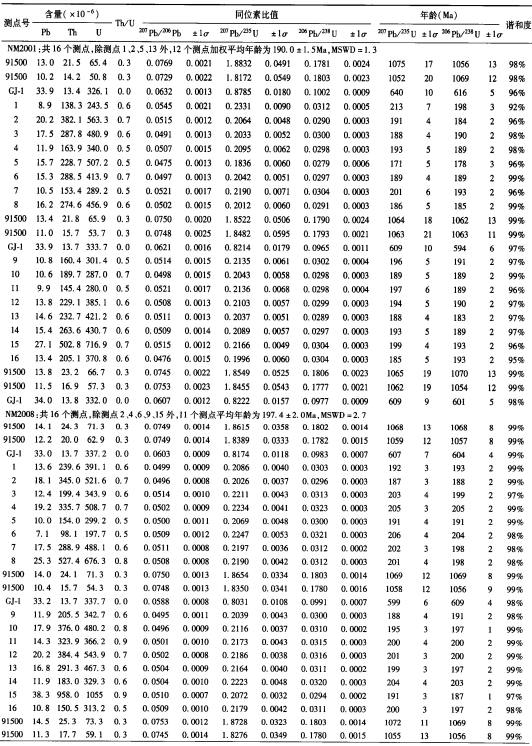 测点号 含量(×10⁻⁶) Th/U 同位素比值 年龄(Ma) 谐和度
Pb Th U ²⁰⁷Pb/²⁰⁶Pb ±1σ ²⁰⁷Pb/²³⁵U ±1σ ²⁰⁶Pb/²³⁸U ±1σ ²⁰⁷Pb/²³⁵U ±1σ ²⁰⁶Pb/²³⁸U ±1σ
NM2001:共16个测点,除测点1,2,5,13外,12个测点加权平均年龄为190.0±1.5Ma,MSWD=1.3
91500 13.0 21.5 65.4 0.3 0.0769 0.0029 1.8832 0.0491 0.1781 0.0024 1075 17 1056 13 98%
91500 10.2 14.2 50.8 0.3 0.0729 0.0022 1.8172 0.0549 0.1803 0.0023 1052 20 1069 12 98%
GJ-1 33.9 13.4 326.1 0.0 0.0632 0.0013 0.8785 0.0180 0.1002 0.0009 640 10 616 5 96%
1 8.9 138.3 243.5 0.6 0.0545 0.0021 0.2331 0.0090 0.0312 0.0005 213 7 198 3 92%
2 20.2 382.1 563.3 0.7 0.0515 0.0012 0.2064 0.0048 0.0290 0.0003 191 4 184 2 96%
3 17.5 287.8 480.9 0.6 0.0491 0.0013 0.2033 0.0052 0.0300 0.0003 188 4 190 2 98%
4 11.9 163.9 340.0 0.5 0.0507 0.0015 0.2095 0.0062 0.0298 0.0003 193 5 189 2 98%
5 15.7 228.7 507.2 0.5 0.0475 0.0013 0.1836 0.0060 0.0279 0.0006 171 5 178 3 96%
6 15.3 288.5 413.9 0.7 0.0497 0.0013 0.2042 0.0051 0.0297 0.0003 189 4 189 2 99%
7 10.5 153.4 289.2 0.5 0.0521 0.0017 0.2190 0.0071 0.0304 0.0003 201 6 193 2 96%
8 16.2 274.6 456.9 0.6 0.0502 0.0015 0.2012 0.0060 0.0291 0.0003 186 5 185 2 99%
91500 13.4 21.8 65.9 0.3 0.0750 0.0020 1.8522 0.0506 0.1790 0.0024 1064 18 1062 13 99%
91500 11.0 15.7 53.7 0.3 0.0748 0.0025 1.8482 0.0595 0.1793 0.0021 1063 21 1063 11 99%
GJ-1 33.9 13.7 333.7 0.0 0.0621 0.0016 0.8214 0.0179 0.0965 0.0011 609 10 594 6 97%
9 10.8 160.4 301.4 0.5 0.0514 0.0015 0.2135 0.0061 0.0302 0.0004 196 5 191 2 97%
10 10.6 189.7 287.0 0.7 0.0498 0.0015 0.2043 0.0058 0.0298 0.0003 189 5 189 2 99%
11 9.9 145.4 280.0 0.5 0.0521 0.0017 0.2136 0.0068 0.0298 0.0004 197 6 189 2 96%
12 13.8 229.1 385.1 0.6 0.0508 0.0013 0.2103 0.0057 0.0299 0.0003 194 5 190 2 97%
13 14.6 232.7 421.2 0.6 0.0511 0.0013 0.2037 0.0051 0.0289 0.0003 188 4 183 2 97%
14 15.4 263.6 430.7 0.6 0.0509 0.0014 0.2089 0.0057 0.0297 0.0003 193 5 189 2 97%
15 27.1 502.8 716.9 0.7 0.0515 0.0012 0.2166 0.0049 0.0304 0.0003 199 4 193 2 96%
16 13.4 205.1 370.8 0.6 0.0476 0.0015 0.1996 0.0060 0.0304 0.0003 185 5 193 2 95%
91500 13.8 23.2 66.7 0.3 0.0745 0.0022 1.8549 0.0525 0.1806 0.0023 1065 19 1070 13 99%
91500 11.5 16.9 57.3 0.3 0.0753 0.0023 1.8455 0.0543 0.1777 0.0021 1062 19 1054 12 99%
GJ-1 34.0 13.8 332.0 0.0 0.0607 0.0012 0.8222 0.0157 0.0977 0.0009 609 9 601 5 98%
NM2008:共16个测点,除测点2,4,6,9,15外,11个测点平均年龄为197.4±2.0Ma,MSWD=2.7
91500 14.1 24.3 71.3 0.3 0.0749 0.0014 1.8615 0.0358 0.1802 0.0014 1068 13 1068 8 99%
91500 12.2 20.0 62.9 0.3 0.0749 0.0014 1.8389 0.0333 0.1782 0.0015 1059 12 1057 8 99%
GJ-1 33.0 13.7 337.2 0.0 0.0603 0.0009 0.8174 0.0118 0.0983 0.0007 607 7 604 4 99%
1 13.6 239.6 391.1 0.6 0.0499 0.0009 0.2086 0.0040 0.0303 0.0003 192 3 193 2 99%
2 18.1 345.0 521.6 0.7 0.0496 0.0008 0.2026 0.0037 0.0296 0.0003 187 3 188 2 99%
3 12.4 199.4 343.9 0.6 0.0514 0.0010 0.2211 0.0043 0.0313 0.0003 203 4 199 2 97%
4 19.2 335.7 508.7 0.7 0.0502 0.0009 0.2234 0.0041 0.0323 0.0003 205 3 205 2 99%
5 10.0 154.0 299.2 0.5 0.0500 0.0011 0.2069 0.0048 0.0300 0.0003 191 4 191 2 99%
6 7.1 98.1 197.7 0.5 0.0509 0.0012 0.2247 0.0053 0.0321 0.0003 206 4 204 2 98%
7 17.5 288.9 488.1 0.6 0.0511 0.0008 0.2197 0.0036 0.0312 0.0002 202 3 198 2 98%
8 25.3 527.4 676.3 0.8 0.0508 0.0008 0.2190 0.0042 0.0312 0.0003 201 4 198 2 98%
91500 14.0 24.1 71.3 0.3 0.0750 0.0013 1.8654 0.0334 0.1803 0.0014 1069 12 1069 8 99%
91500 10.4 15.7 54.3 0.3 0.0748 0.0013 1.8350 0.0341 0.1780 0.0016 1058 12 1056 9 99%
GJ-1 33.2 13.7 337.7 0.0 0.0588 0.0008 0.8031 0.0108 0.0991 0.0007 599 6 609 4 98%
9 11.9 205.5 342.7 0.6 0.0495 0.0011 0.2039 0.0043 0.0300 0.0003 188 4 191 2 98%
10 17.9 376.0 480.2 0.8 0.0496 0.0009 0.2116 0.0037 0.0310 0.0002 195 3 197 1 99%
11 14.3 323.9 366.2 0.9 0.0501 0.0010 0.2173 0.0043 0.0315 0.0003 200 4 200 2 99%
12 20.2 384.4 543.9 0.7 0.0502 0.0008 0.2186 0.0038 0.0316 0.0003 201 3 200 2 99%
13 16.8 291.3 467.3 0.6 0.0504 0.0009 0.2164 0.0040 0.0311 0.0002 199 3 197 2 99%
14 11.9 183.0 329.3 0.6 0.0504 0.0010 0.2223 0.0048 0.0320 0.0003 204 4 203 2 99%
15 38.3 958.0 1055 0.9 0.0510 0.0007 0.2072 0.0032 0.0294 0.0002 191 3 187 1 97%
16 10.8 150.5 313.2 0.5 0.0509 0.0010 0.2179 0.0042 0.0311 0.0003 200 3 197 2 98%
91500 14.5 25.3 73.3 0.3 0.0753 0.0012 1.8728 0.0323 0.1803 0.0014 1072 11 1069 8 99%
91500 11.3 17.7 59.1 0.3 0.0745 0.0014 1.8276 0.0349 0.1780 0.0015 1055 13 1056 8 99%